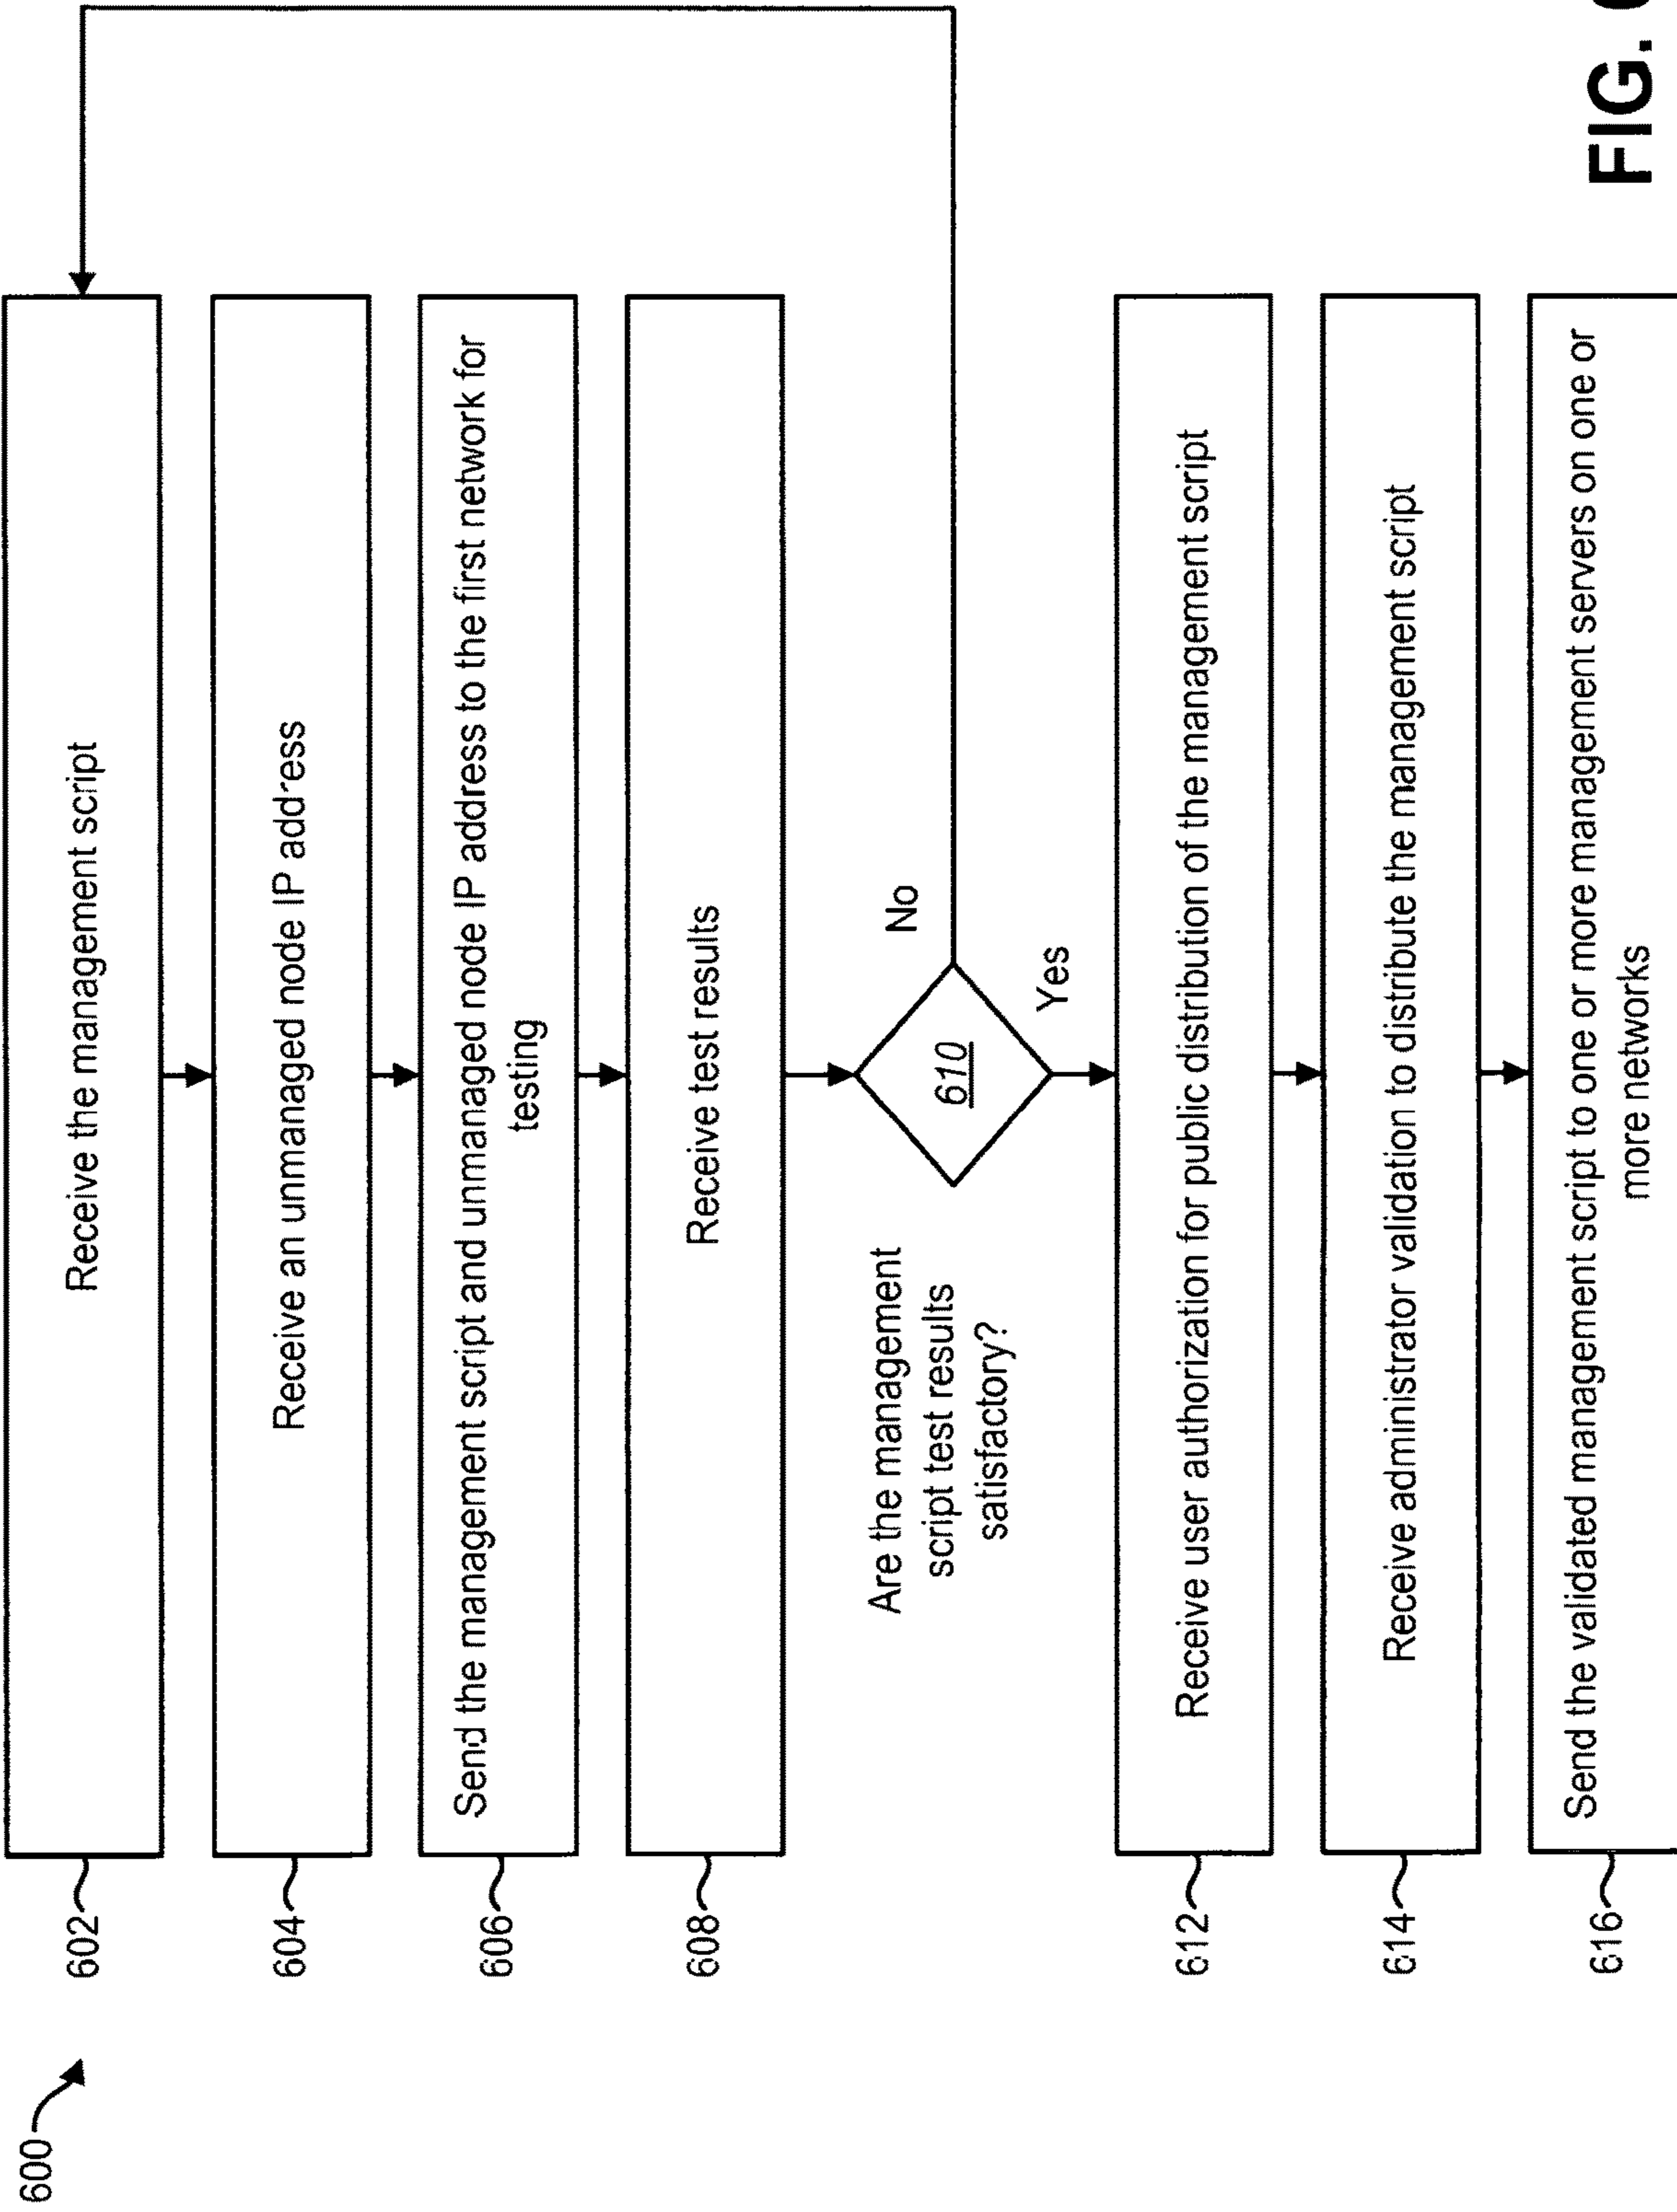 600
602
Receive the management script
604
Receive an unmanaged node IP address
606
Send the management script and unmanaged node IP address to the first network for
testing
608
Receive test results
Are the management
script test results
satisfactory?
610
No
Yes
612
Receive user authorization for public distribution of the management script
614
Receive administrator validation to distribute the management script
616
Send the validated management script to one or more management servers on one or
more networks
FIG.